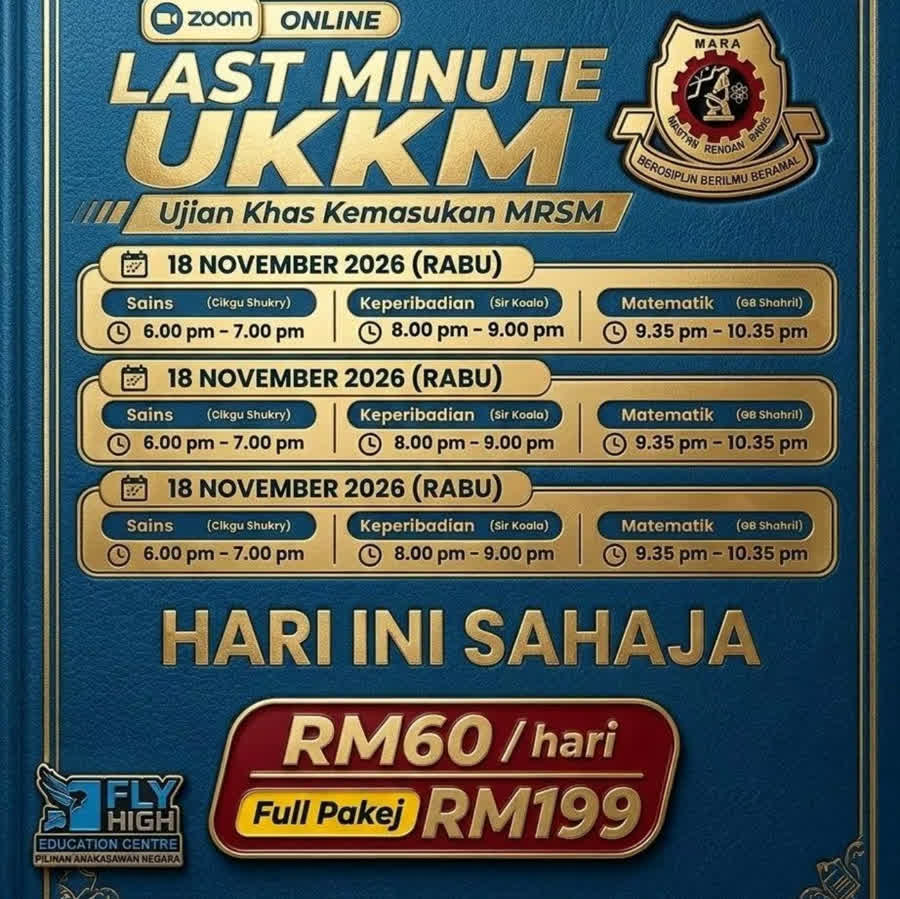 zoom ONLINE
LAST MINUTE
UKKM
Ujian Khas Kemasukan MRSM
MARA
BEROSIPLIN BERILMU BERAMAL
18 NOVEMBER 2026 (RABU)
Sains (Cikgu Shukry) Keperibadian (Sir Koala) Matematik (GB Shahril)
6.00 pm – 7.00 pm 8.00 pm – 9.00 pm 9.35 pm – 10.35 pm
18 NOVEMBER 2026 (RABU)
Sains (Cikgu Shukry) Keperibadian (Sir Koala) Matematik (GB Shahril)
6.00 pm – 7.00 pm 8.00 pm – 9.00 pm 9.35 pm – 10.35 pm
18 NOVEMBER 2026 (RABU)
Sains (Cikgu Shukry) Keperibadian (Sir Koala) Matematik (GB Shahril)
6.00 pm – 7.00 pm 8.00 pm – 9.00 pm 9.35 pm – 10.35 pm
HARI INI SAHAJA
RM60 / hari
Full Pakej RM199
FLY
HIGH
EDUCATION CENTRE
PILINAN ANAKASAWAN NEGARA